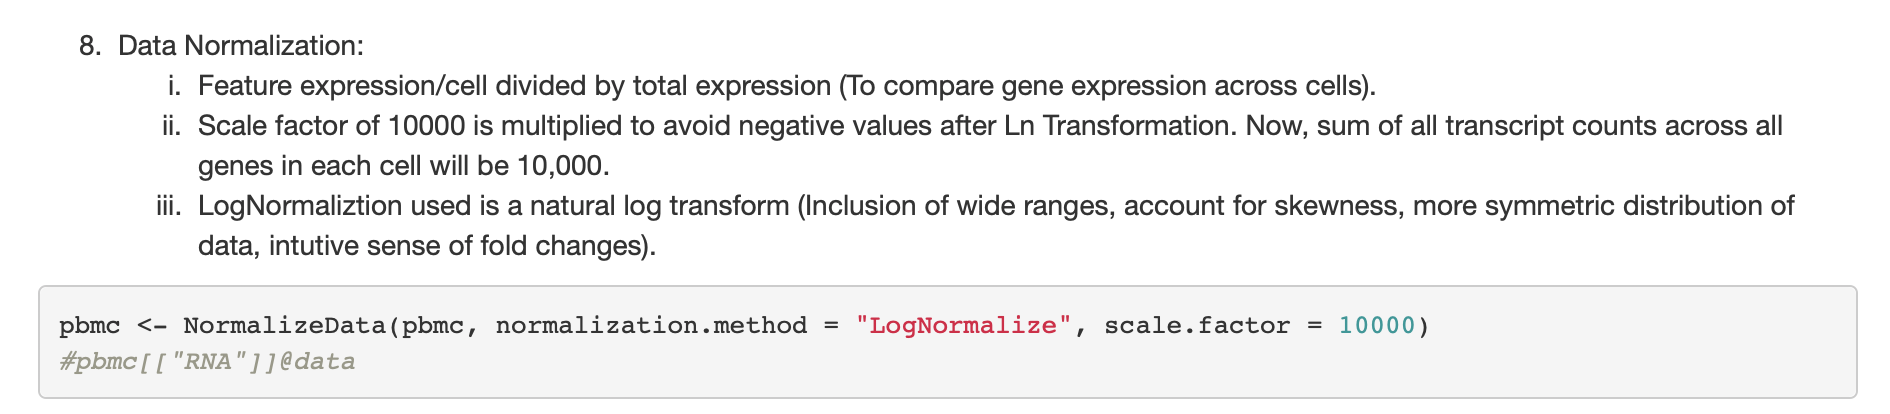 8. Data Normalization:
i. Feature expression/cell divided by total expression (To compare gene expression across cells).
ii. Scale factor of 10000 is multiplied to avoid negative values after Ln Transformation. Now, sum of all transcript counts across all
genes in each cell will be 10,000.
iii. LogNormaliztion used is a natural log transform (Inclusion of wide ranges, account for skewness, more symmetric distribution of
data, intutive sense of fold changes).
pbmc <- NormalizeData(pbmc, normalization.method = "LogNormalize", scale.factor = 10000)
#pbmc[["RNA"]]@data